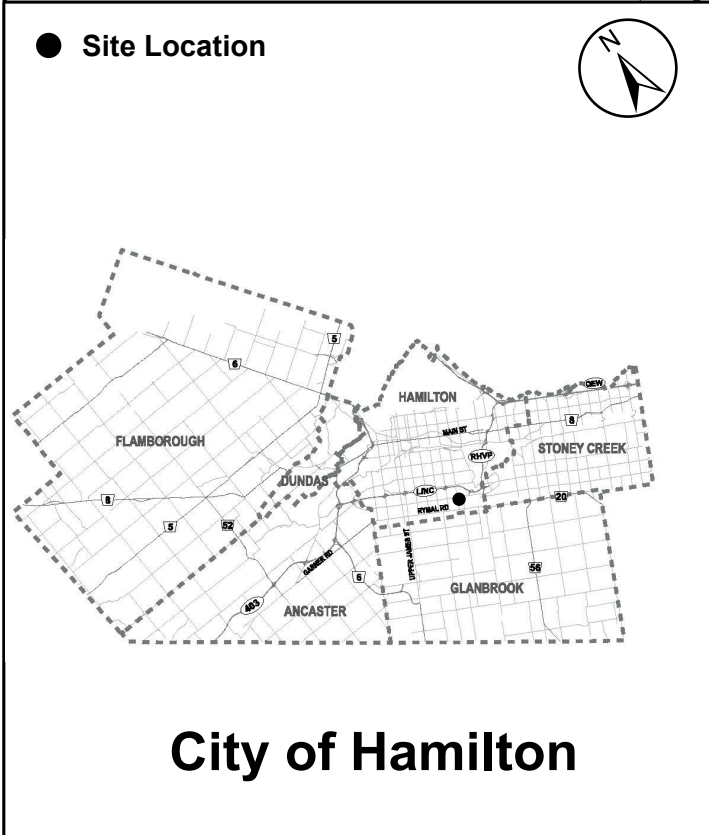 Site Location
N
5
6
HAMILTON
QEW
8
MAIN ST
FLAMBOROUGH
STONEY CREEK
RHVP
DUNDAS
LINC
8
20
RYMAL RD
5
52
UPPER JAMES ST
GARNER RD
56
6
GLANBROOK
403
ANCASTER
City of Hamilton